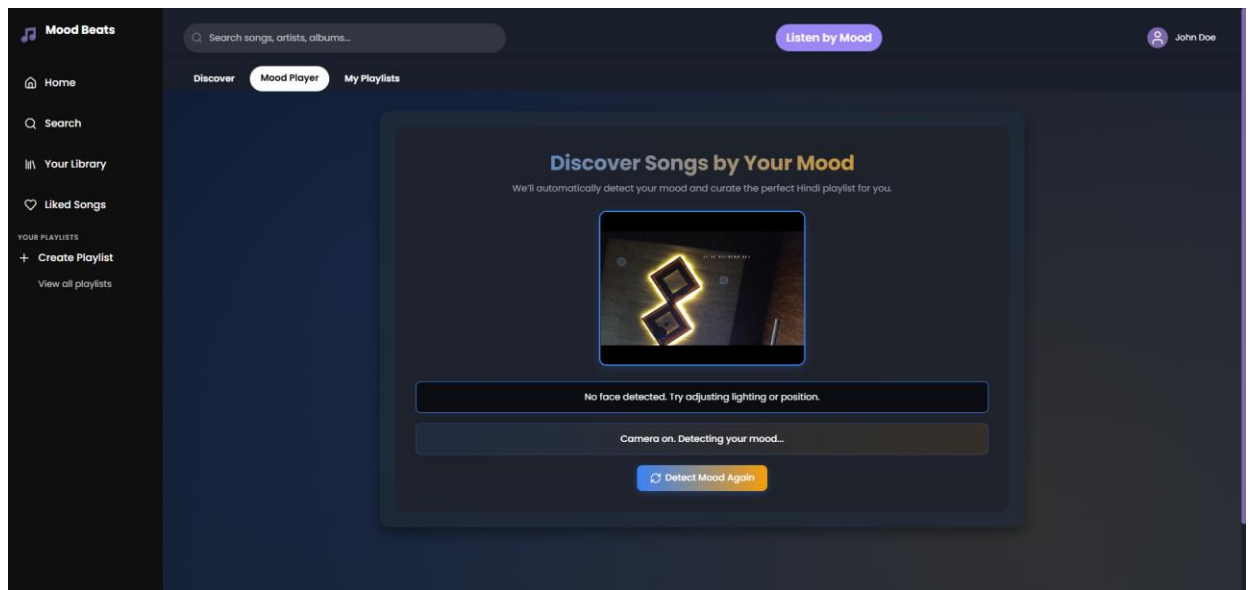 Mood Beats
Home
Search
Your Library
Liked Songs
YOUR PLAYLISTS
Create Playlist
View all playlists
Search songs, artists, albums...
Listen by Mood
John Doe
Discover
Mood Player
My Playlists
Discover Songs by Your Mood
We'll automatically detect your mood and curate the perfect Hindi playlist for you.
No face detected. Try adjusting lighting or position.
Camera on. Detecting your mood...
Detect Mood Again